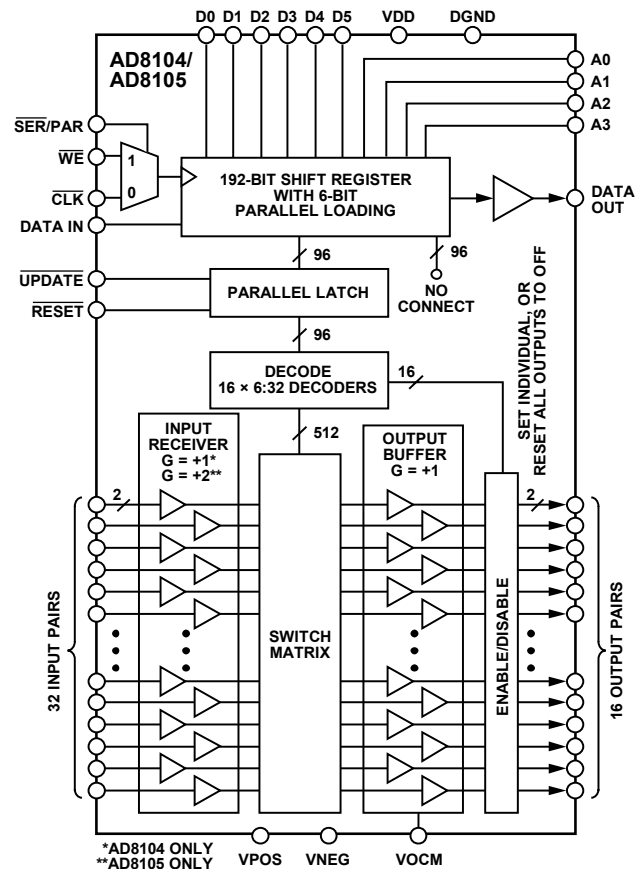 D0 D1 D2 D3 D4 D5 VDD DGND
AD8104/
AD8105
A0
A1
A2
A3
SER/PAR
WE
CLK
DATA IN
UPDATE
RESET
1
0
192-BIT SHIFT REGISTER
WITH 6-BIT
PARALLEL LOADING
DATA
OUT
96
96
NO
CONNECT
PARALLEL LATCH
96
DECODE
16 × 6:32 DECODERS
16
512
SET INDIVIDUAL, OR
RESET ALL OUTPUTS TO OFF
INPUT
RECEIVER
G = +1*
G = +2**
OUTPUT
BUFFER
G = +1
2
2
32 INPUT PAIRS
SWITCH
MATRIX
ENABLE/DISABLE
16 OUTPUT PAIRS
*AD8104 ONLY
**AD8105 ONLY
VPOS VNEG VOCM